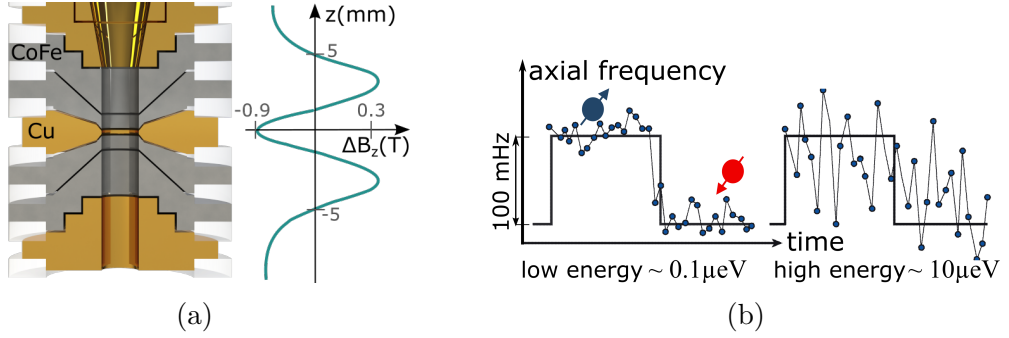 z(mm)
CoFe
5
-0.9
0.3
Cu
ΔB_z(T)
-5
(a)
axial frequency
100 mHz
time
low energy ~ 0.1μeV
high energy ~ 10μeV
(b)